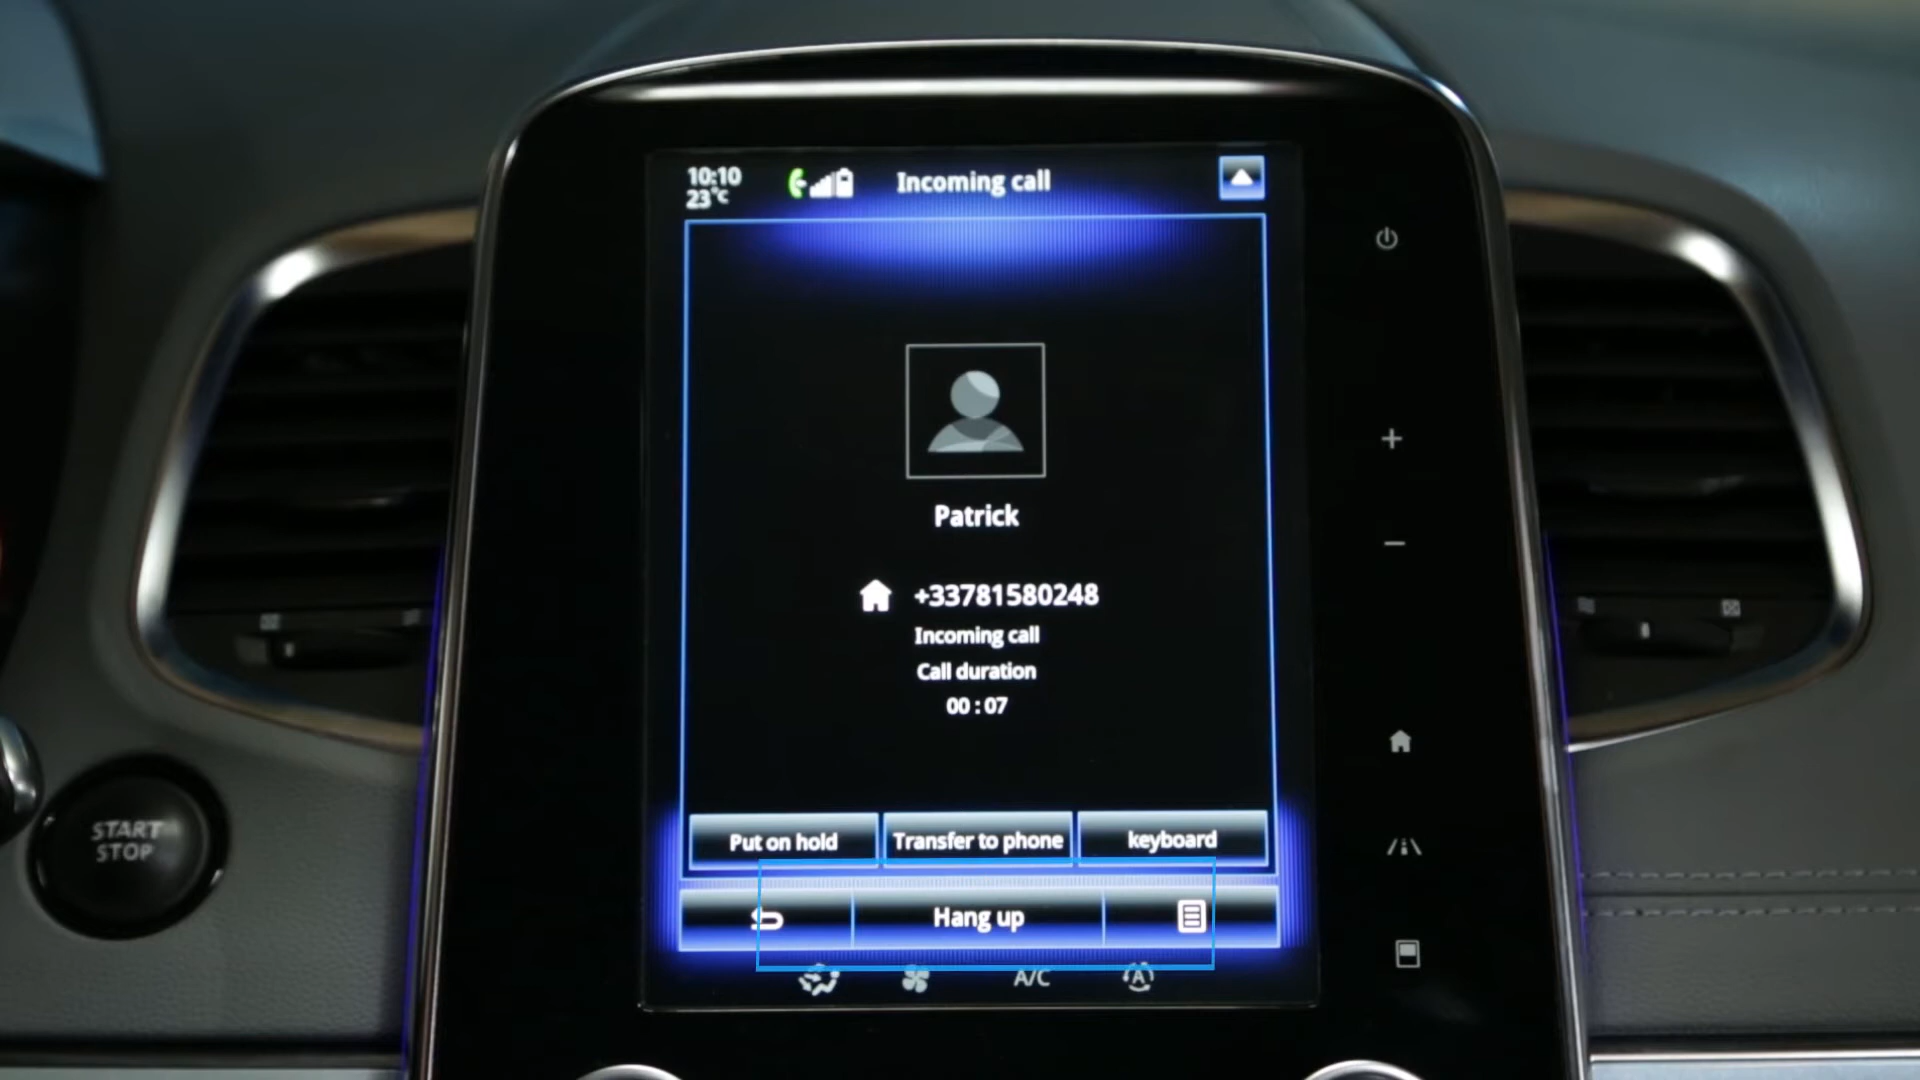 10:10
23°C
Incoming call
Patrick
+33781580248
Incoming call
Call duration
00 : 07
Put on hold
Transfer to phone
keyboard
Hang up
A/C
A
START
STOP